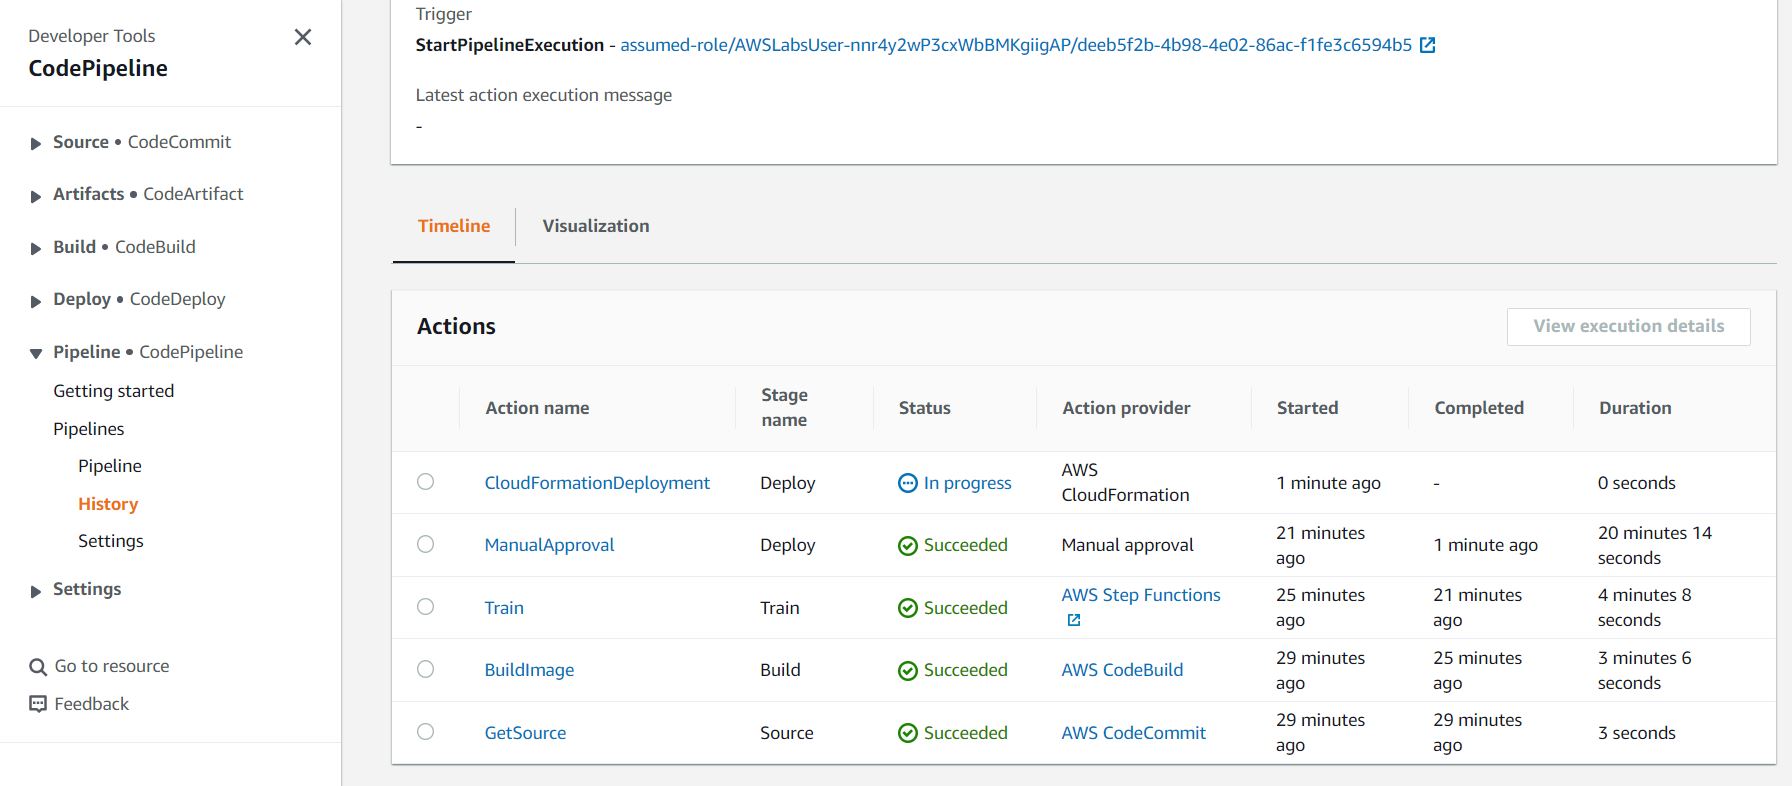 Developer Tools
CodePipeline
Source • CodeCommit
Artifacts • CodeArtifact
Build • CodeBuild
Deploy • CodeDeploy
Pipeline • CodePipeline
Getting started
Pipelines
Pipeline
History
Settings
Settings
Go to resource
Feedback
Trigger
StartPipelineExecution - assumed-role/AWSLabsUser-nnr4y2wP3cxWbBMKgiigAP/deeb5f2b-4b98-4e02-86ac-f1fe3c6594b5
Latest action execution message
-
Timeline
Visualization
Actions
View execution details
Action name
Stage
name
Status
Action provider
Started
Completed
Duration
CloudFormationDeployment
Deploy
In progress
AWS
CloudFormation
1 minute ago
-
0 seconds
ManualApproval
Deploy
Succeeded
Manual approval
21 minutes
ago
1 minute ago
20 minutes 14
seconds
Train
Train
Succeeded
AWS Step Functions
25 minutes
ago
21 minutes
ago
4 minutes 8
seconds
BuildImage
Build
Succeeded
AWS CodeBuild
29 minutes
ago
25 minutes
ago
3 minutes 6
seconds
GetSource
Source
Succeeded
AWS CodeCommit
29 minutes
ago
29 minutes
ago
3 seconds